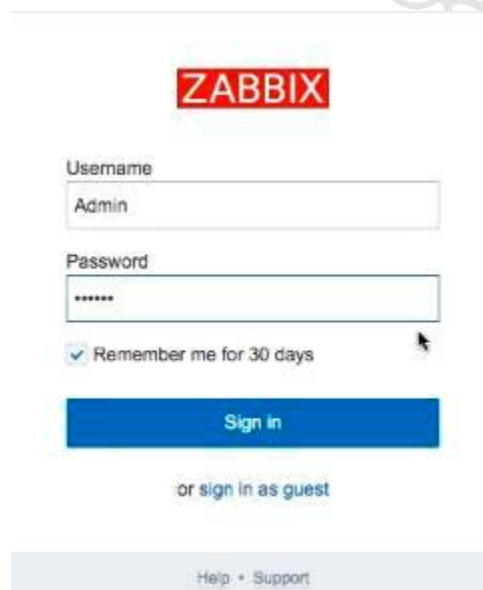 ZABBIX
Username
Admin
Password
••••••
Remember me for 30 days
Sign in
or sign in as guest
Help • Support